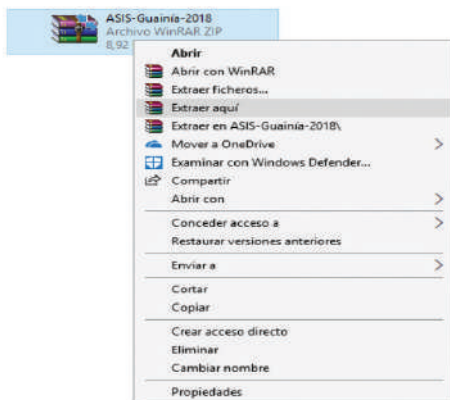 ASIS-Guainía-2018
Archivo WinRAR ZIP
8,92
Abrir
Abrir con WinRAR
Extraer ficheros...
Extraer aquí
Extraer en ASIS-Guainía-2018\
Mover a OneDrive
Examinar con Windows Defender...
Compartir
Abrir con
Conceder acceso a
Restaurar versiones anteriores
Enviar a
Cortar
Copiar
Crear acceso directo
Eliminar
Cambiar nombre
Propiedades